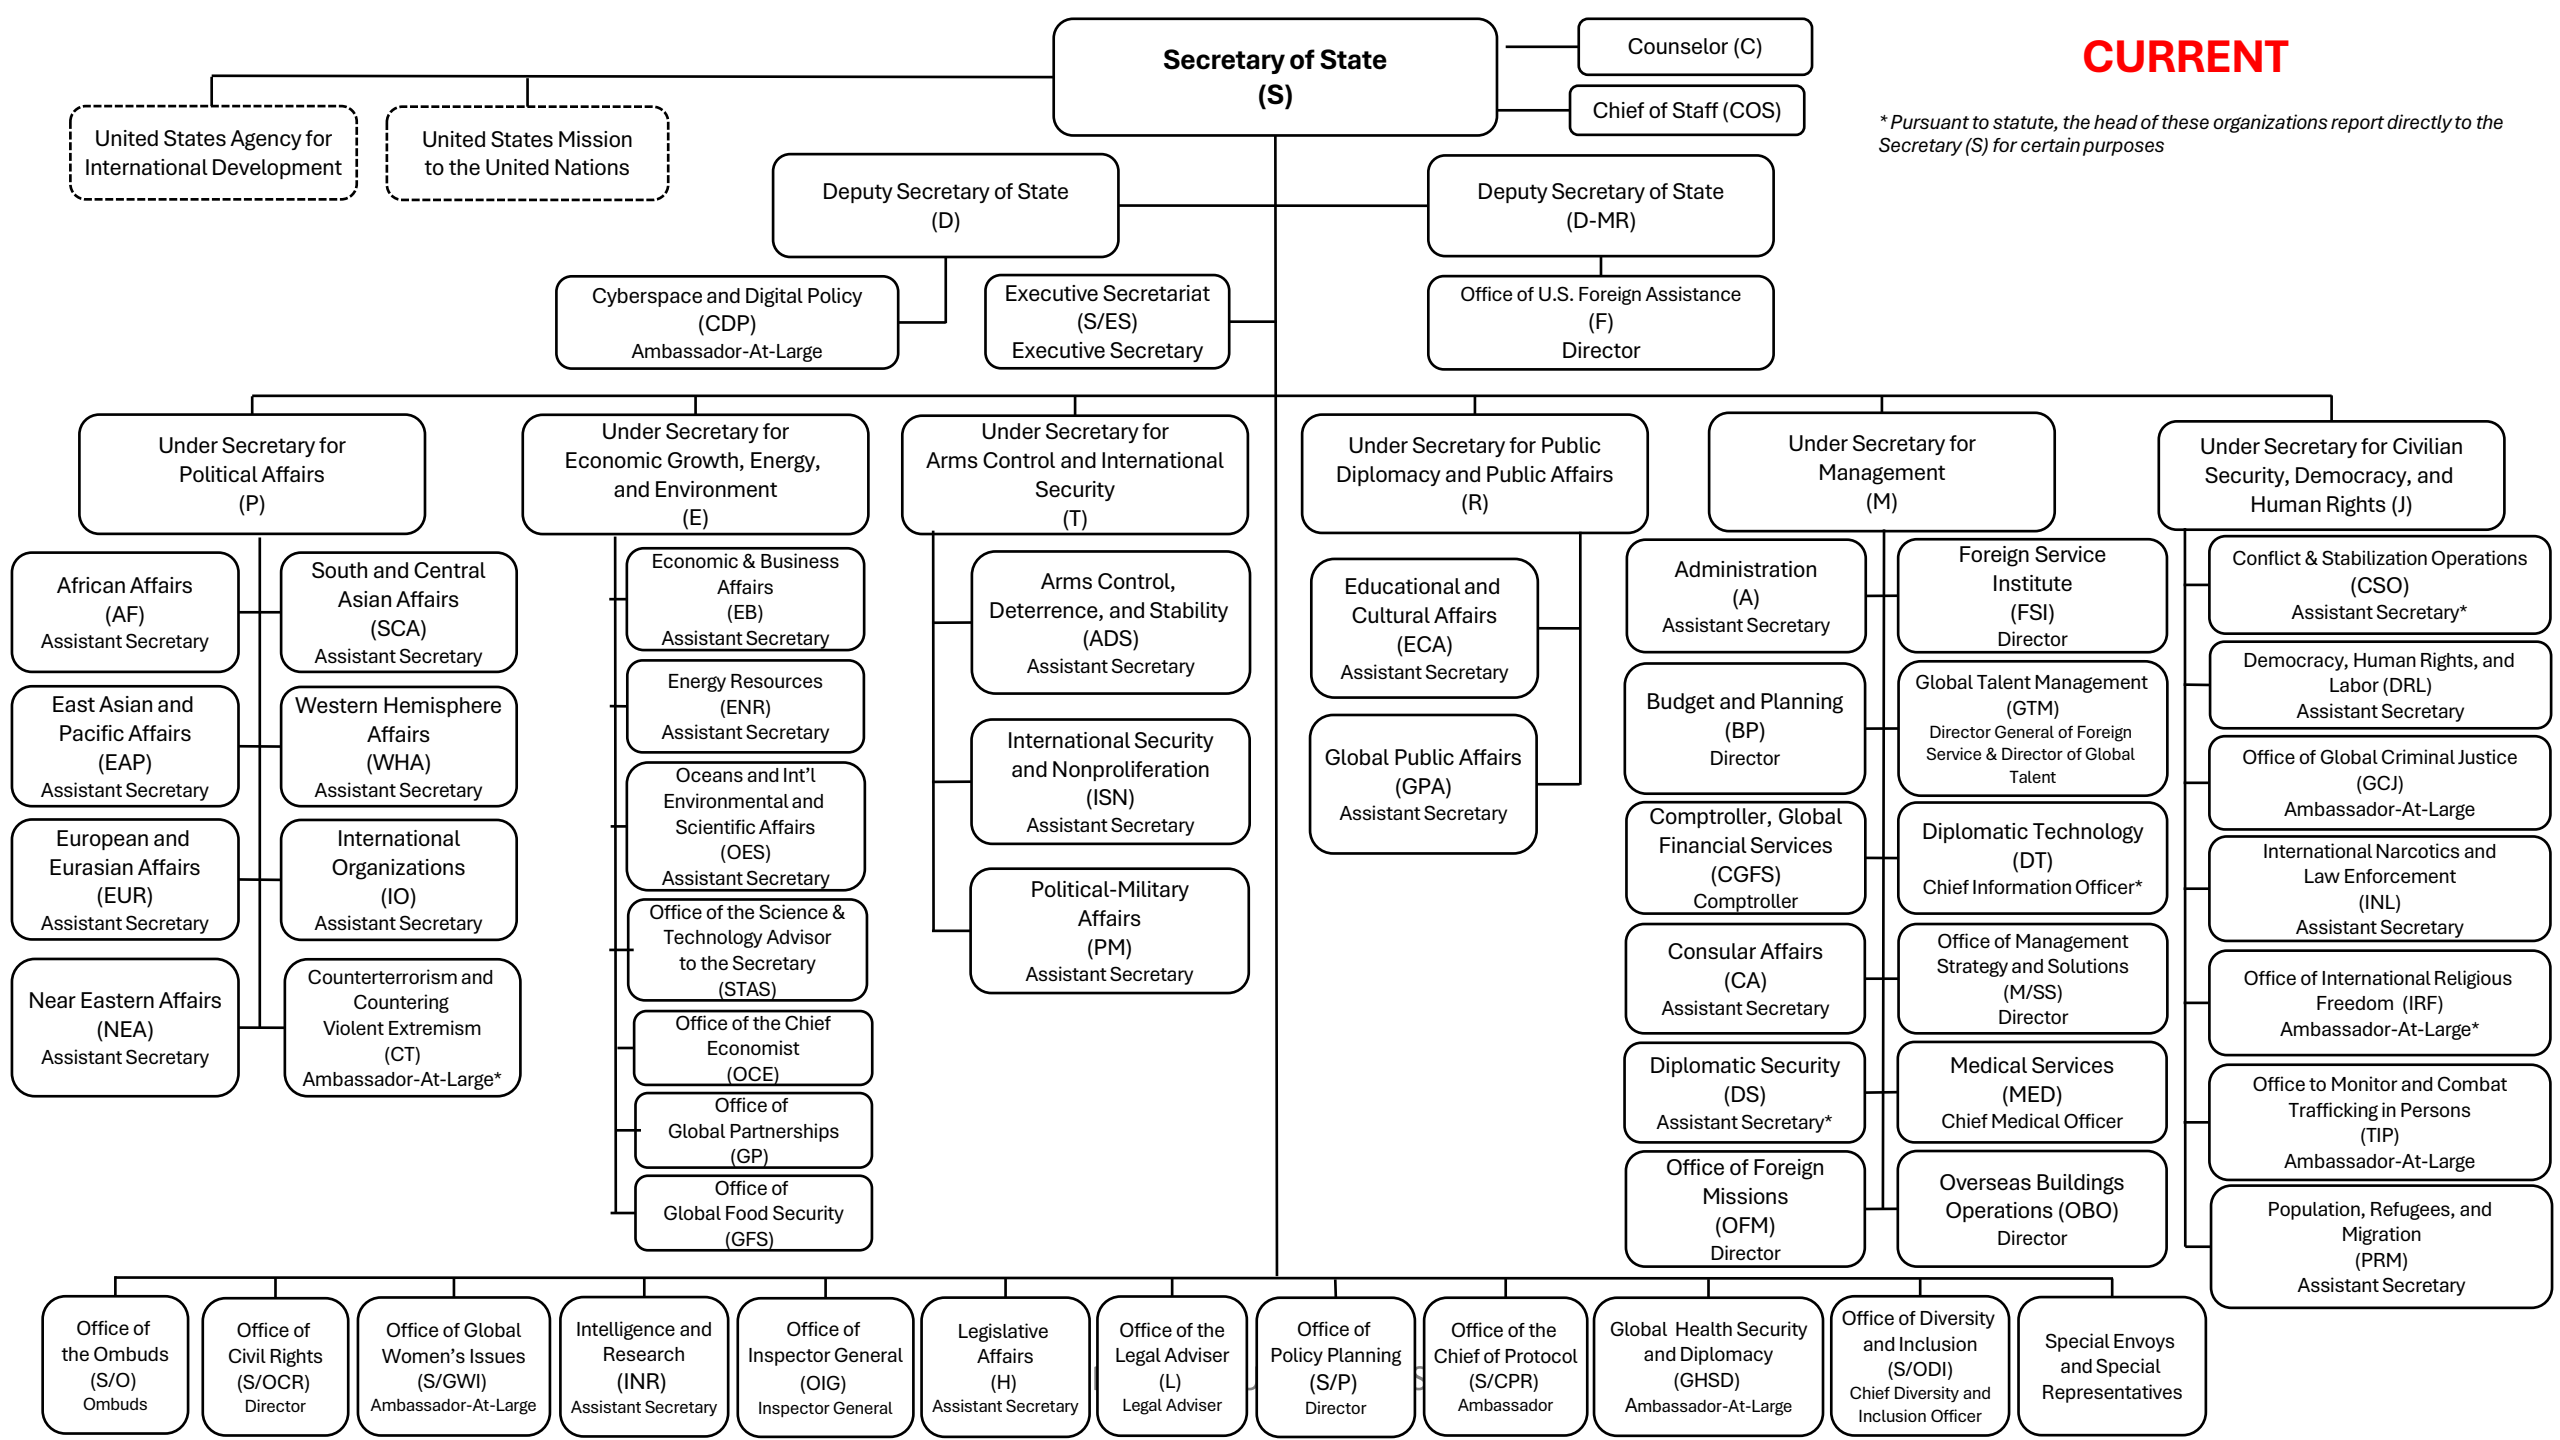 Secretary of State
(S)
Counselor (C)
Chief of Staff (COS)
CURRENT
* Pursuant to statute, the head of these organizations report directly to the
Secretary (S) for certain purposes
United States Agency for
International Development
United States Mission
to the United Nations
Deputy Secretary of State
(D)
Deputy Secretary of State
(D-MR)
Cyberspace and Digital Policy
(CDP)
Ambassador-At-Large
Executive Secretariat
(S/ES)
Executive Secretary
Office of U.S. Foreign Assistance
(F)
Director
Under Secretary for
Political Affairs
(P)
Under Secretary for
Economic Growth, Energy,
and Environment
(E)
Under Secretary for
Arms Control and International
Security
(T)
Under Secretary for Public
Diplomacy and Public Affairs
(R)
Under Secretary for
Management
(M)
Under Secretary for Civilian
Security, Democracy, and
Human Rights (J)
African Affairs
(AF)
Assistant Secretary
South and Central
Asian Affairs
(SCA)
Assistant Secretary
East Asian and
Pacific Affairs
(EAP)
Assistant Secretary
Western Hemisphere
Affairs
(WHA)
Assistant Secretary
European and
Eurasian Affairs
(EUR)
Assistant Secretary
International
Organizations
(IO)
Assistant Secretary
Near Eastern Affairs
(NEA)
Assistant Secretary
Counterterrorism and
Countering
Violent Extremism
(CT)
Ambassador-At-Large*
Economic & Business
Affairs
(EB)
Assistant Secretary
Energy Resources
(ENR)
Assistant Secretary
Oceans and Int'l
Environmental and
Scientific Affairs
(OES)
Assistant Secretary
Office of the Science &
Technology Advisor
to the Secretary
(STAS)
Office of the Chief
Economist
(OCE)
Office of
Global Partnerships
(GP)
Office of
Global Food Security
(GFS)
Arms Control,
Deterrence, and Stability
(ADS)
Assistant Secretary
International Security
and Nonproliferation
(ISN)
Assistant Secretary
Political-Military
Affairs
(PM)
Assistant Secretary
Educational and
Cultural Affairs
(ECA)
Assistant Secretary
Global Public Affairs
(GPA)
Assistant Secretary
Administration
(A)
Assistant Secretary
Foreign Service
Institute
(FSI)
Director
Budget and Planning
(BP)
Director
Global Talent Management
(GTM)
Director General of Foreign
Service & Director of Global
Talent
Comptroller, Global
Financial Services
(CGFS)
Comptroller
Diplomatic Technology
(DT)
Chief Information Officer*
Consular Affairs
(CA)
Assistant Secretary
Office of Management
Strategy and Solutions
(M/SS)
Director
Diplomatic Security
(DS)
Assistant Secretary*
Medical Services
(MED)
Chief Medical Officer
Office of Foreign
Missions
(OFM)
Director
Overseas Buildings
Operations (OBO)
Director
Conflict & Stabilization Operations
(CSO)
Assistant Secretary*
Democracy, Human Rights, and
Labor (DRL)
Assistant Secretary
Office of Global Criminal Justice
(GCJ)
Ambassador-At-Large
International Narcotics and
Law Enforcement
(INL)
Assistant Secretary
Office of International Religious
Freedom (IRF)
Ambassador-At-Large*
Office to Monitor and Combat
Trafficking in Persons
(TIP)
Ambassador-At-Large
Population, Refugees, and
Migration
(PRM)
Assistant Secretary
Office of
the Ombuds
(S/O)
Ombuds
Office of
Civil Rights
(S/OCR)
Director
Office of Global
Women's Issues
(S/GWI)
Ambassador-At-Large
Intelligence and
Research
(INR)
Assistant Secretary
Office of
Inspector General
(OIG)
Inspector General
Legislative
Affairs
(H)
Assistant Secretary
Office of the
Legal Adviser
(L)
Legal Adviser
Office of
Policy Planning
(S/P)
Director
Office of the
Chief of Protocol
(S/CPR)
Ambassador
Global Health Security
and Diplomacy
(GHSD)
Ambassador-At-Large
Office of Diversity
and Inclusion
(S/ODI)
Chief Diversity and
Inclusion Officer
Special Envoys
and Special
Representatives